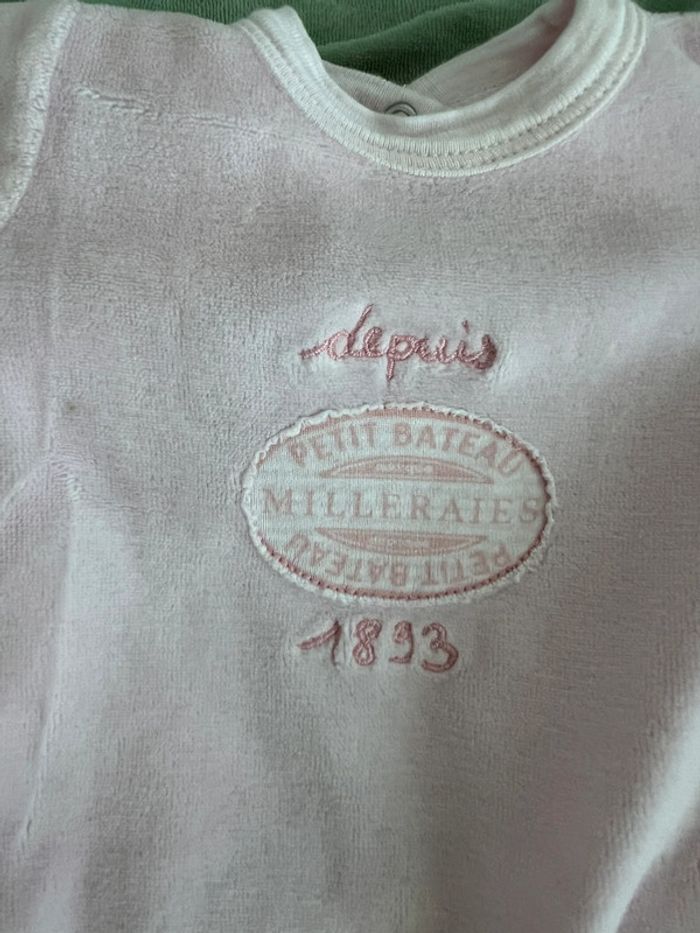 depuis
PETIT BATEAU
MILLERAIES
PETIT BATEAU
1893